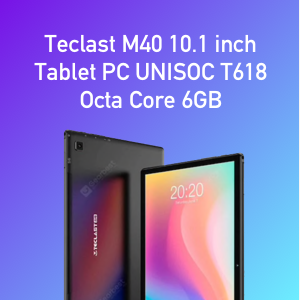 Teclast M40 10.1 inch
Tablet PC UNISOC T618
Octa Core 6GB
20:20
TECLAST